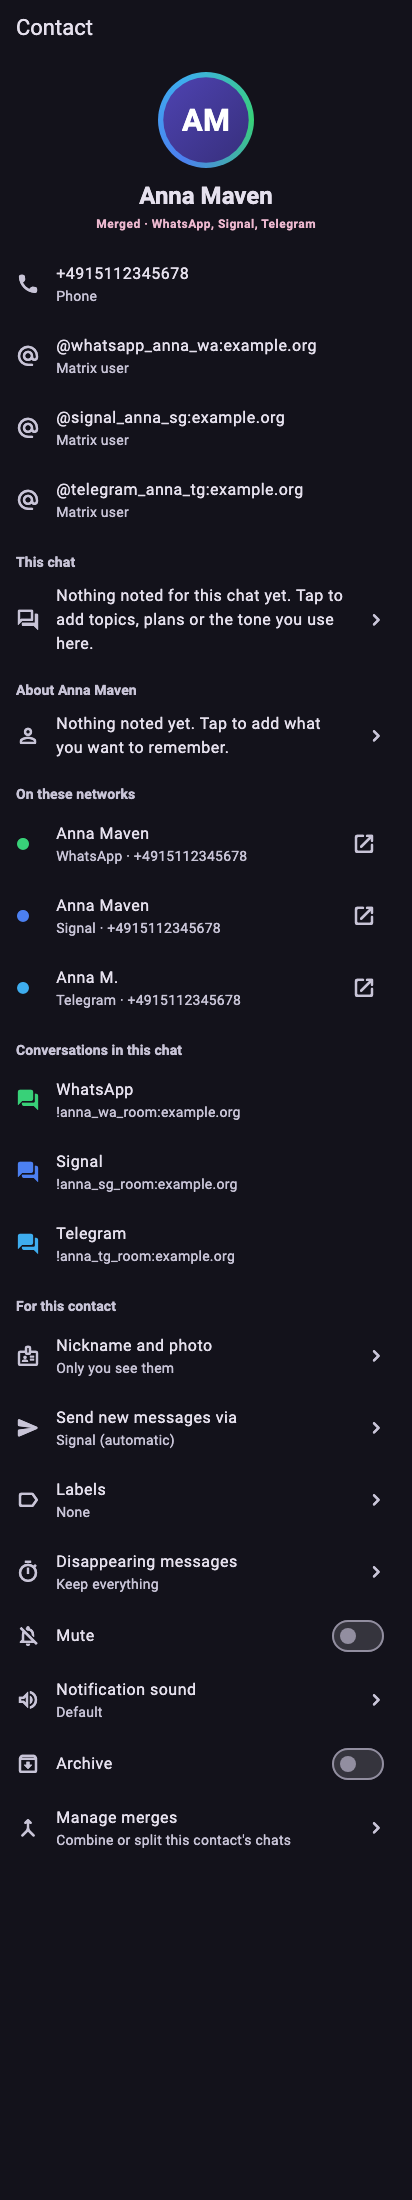 Contact
AM
Anna Maven
Merged · WhatsApp, Signal, Telegram
+4915112345678
Phone
@whatsapp_anna_wa:example.org
Matrix user
@signal_anna_sg:example.org
Matrix user
@telegram_anna_tg:example.org
Matrix user
This chat
Nothing noted for this chat yet. Tap to
add topics, plans or the tone you use
here.
About Anna Maven
Nothing noted yet. Tap to add what
you want to remember.
On these networks
Anna Maven
WhatsApp · +4915112345678
Anna Maven
Signal · +4915112345678
Anna M.
Telegram · +4915112345678
Conversations in this chat
WhatsApp
!anna_wa_room:example.org
Signal
!anna_sg_room:example.org
Telegram
!anna_tg_room:example.org
For this contact
Nickname and photo
Only you see them
Send new messages via
Signal (automatic)
Labels
None
Disappearing messages
Keep everything
Mute
Notification sound
Default
Archive
Manage merges
Combine or split this contact's chats